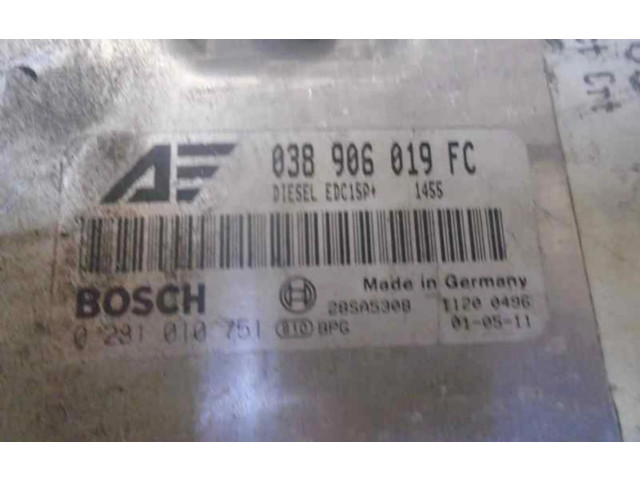 038 906 019 FC
DIESEL EDC15P+ 1455
BOSCH
Made in Germany
28SA5308 1120 0496
0 281 010 751 010 BPG 01-05-11